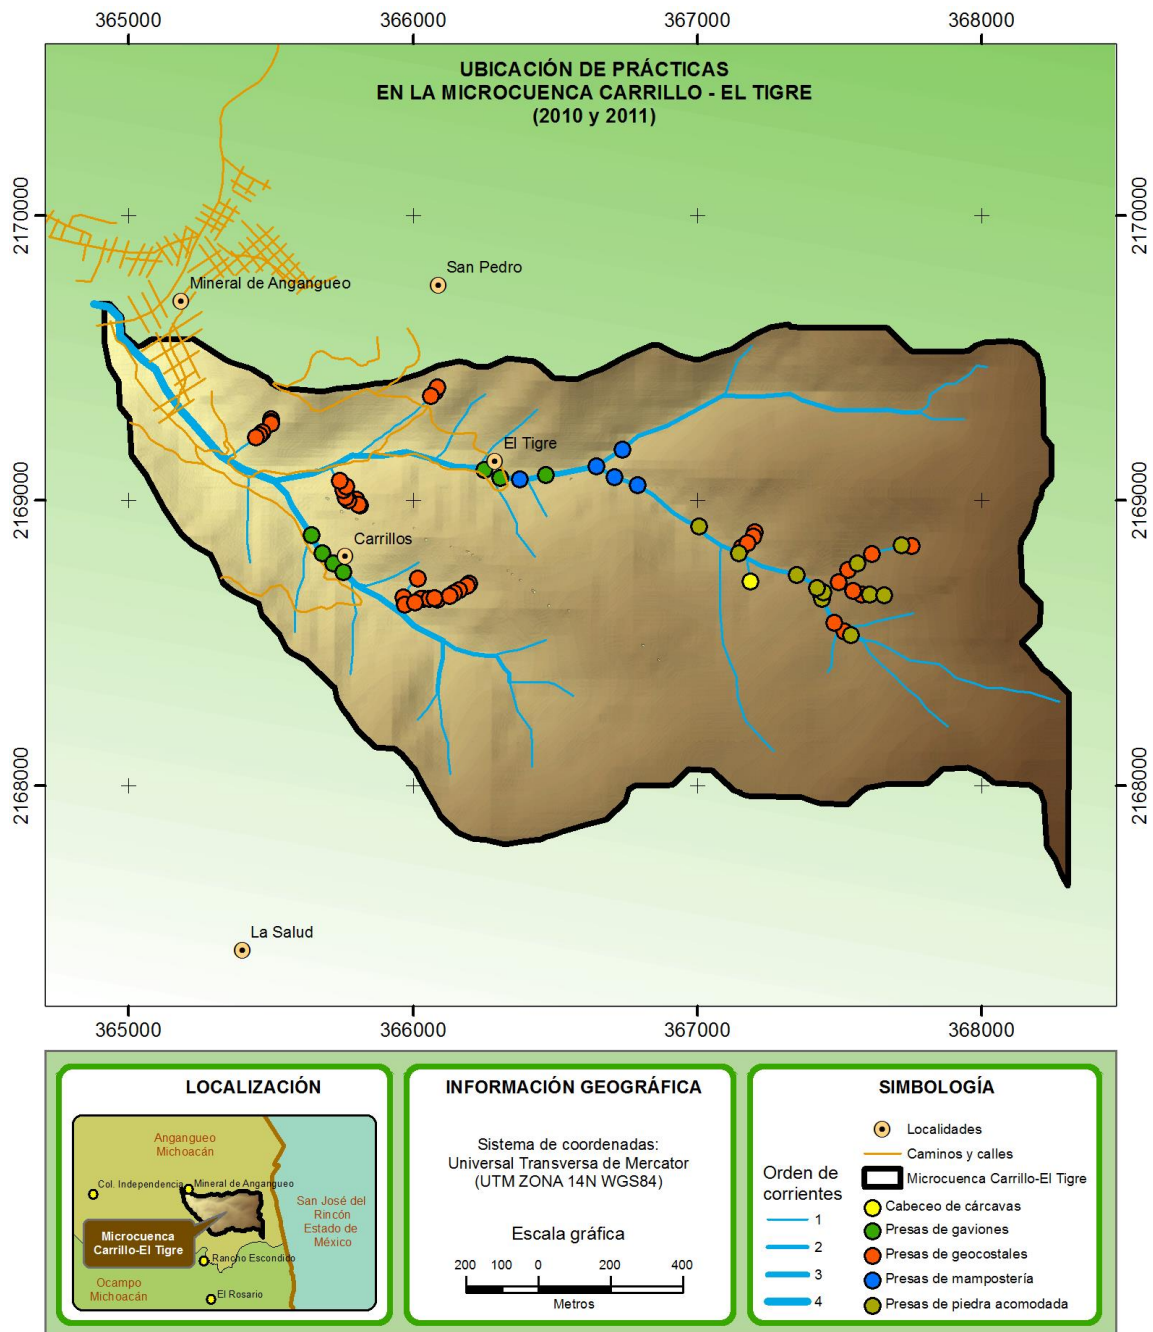 365000
366000
367000
368000
UBICACIÓN DE PRÁCTICAS
EN LA MICROCUENCA CARRILLO - EL TIGRE
(2010 y 2011)
2170000
2170000
San Pedro
Mineral de Angangueo
El Tigre
2169000
2169000
Carrillos
2168000
2168000
La Salud
365000
366000
367000
368000
LOCALIZACIÓN
Angangueo
Michoacán
Col. Independencia
Mineral de Angangueo
San José del
Rincón
Estado de
México
Microcuenca
Carrillo-El Tigre
Rancho Escondido
Ocampo
Michoacán
El Rosario
INFORMACIÓN GEOGRÁFICA
Sistema de coordenadas:
Universal Transversa de Mercator
(UTM ZONA 14N WGS84)
Escala gráfica
200 100 0 200 400
Metros
SIMBOLOGÍA
Localidades
Caminos y calles
Microcuenca Carrillo-El Tigre
Orden de
corrientes
1
2
3
4
Cabeceo de cárcavas
Presas de gaviones
Presas de geocostales
Presas de mampostería
Presas de piedra acomodada